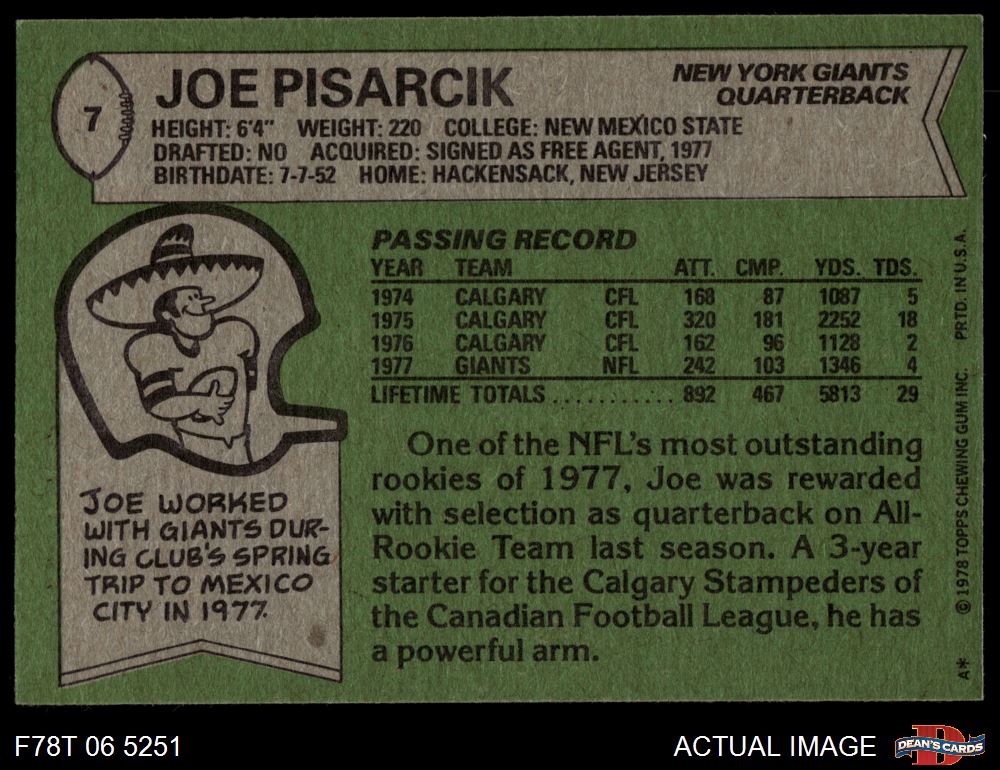 7
JOE PISARCIK
NEW YORK GIANTS
QUARTERBACK
HEIGHT: 6'4" WEIGHT: 220 COLLEGE: NEW MEXICO STATE
DRAFTED: NO ACQUIRED: SIGNED AS FREE AGENT, 1977
BIRTHDATE: 7-7-52 HOME: HACKENSACK, NEW JERSEY
PASSING RECORD
YEAR TEAM ATT. CMP. YDS. TDS.
1974 CALGARY CFL 168 87 1087 5
1975 CALGARY CFL 320 181 2252 18
1976 CALGARY CFL 162 96 1128 2
1977 GIANTS NFL 242 103 1346 4
LIFETIME TOTALS ........... 892 467 5813 29
One of the NFL's most outstanding
rookies of 1977, Joe was rewarded
with selection as quarterback on All-
Rookie Team last season. A 3-year
starter for the Calgary Stampeders of
the Canadian Football League, he has
a powerful arm.
JOE WORKED
WITH GIANTS DUR-
ING CLUB'S SPRING
TRIP TO MEXICO
CITY IN 1977.
A* © 1978 TOPPS CHEWING GUM INC. PRTD. IN U.S.A.
F78T 06 5251
ACTUAL IMAGE
D
DEAN'S CARDS